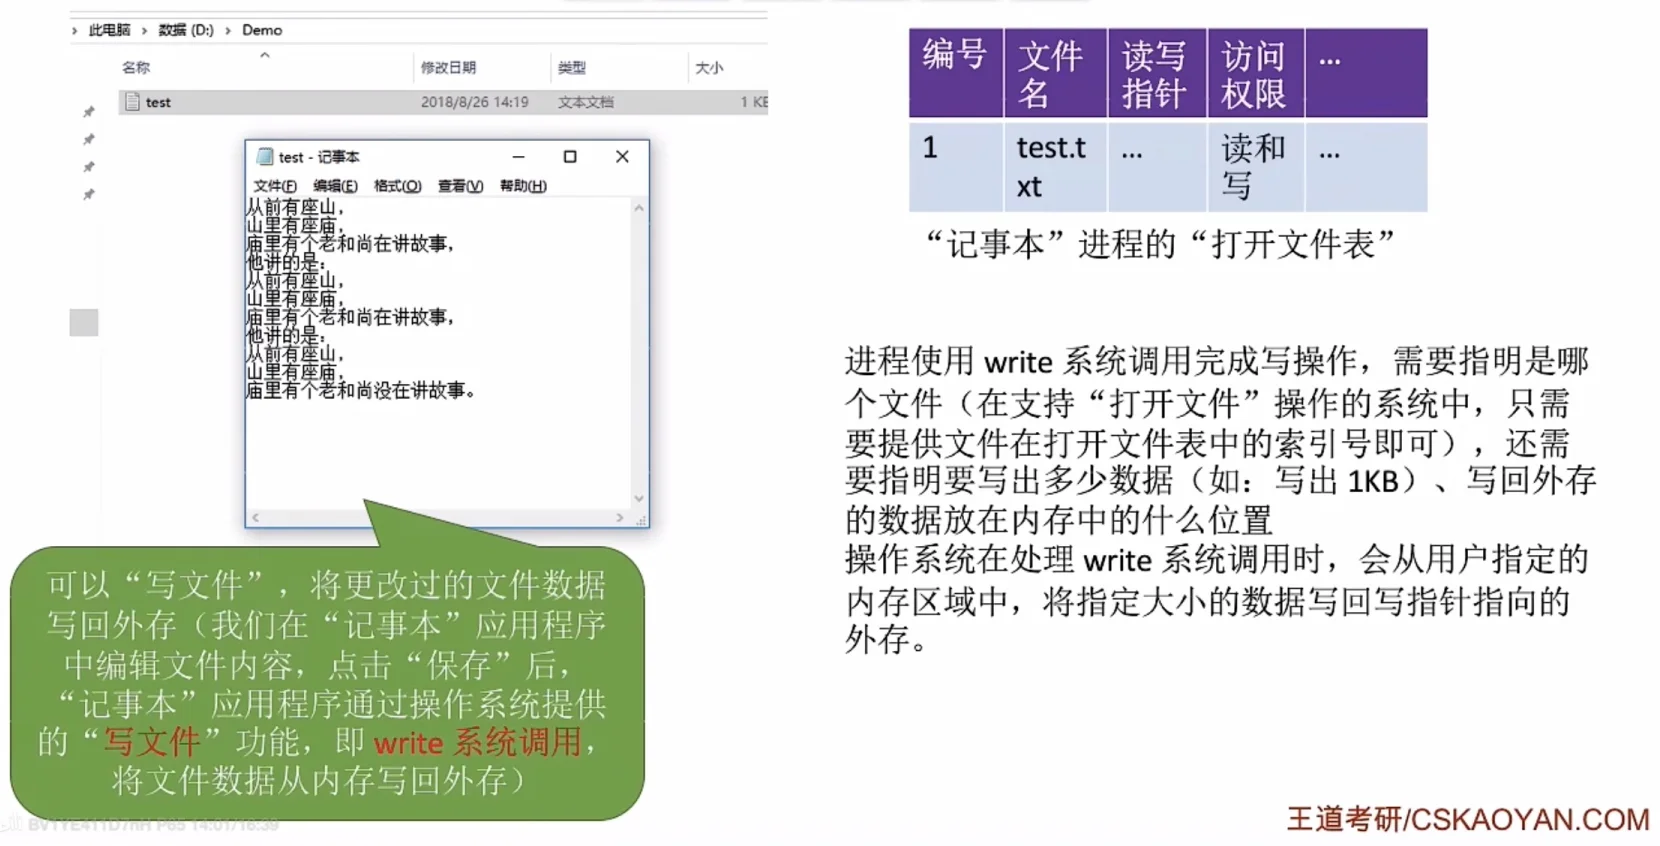 此电脑 › 数据 (D:) › Demo
名称 修改日期 类型 大小
test 2018/8/26 14:19 文本文档 1 KB
test - 记事本
文件(F) 编辑(E) 格式(O) 查看(V) 帮助(H)
从前有座山，
山里有座庙，
庙里有个老和尚在讲故事，
他讲的是：
从前有座山，
山里有座庙，
庙里有个老和尚在讲故事，
他讲的是：
从前有座山，
山里有座庙，
庙里有个老和尚没在讲故事。
可以“写文件”，将更改过的文件数据
写回外存（我们在“记事本”应用程序
中编辑文件内容，点击“保存”后，
“记事本”应用程序通过操作系统提供
的“写文件”功能，即 write 系统调用，
将文件数据从内存写回外存）
编号 文件名 读写指针 访问权限 ...
1 test.txt ... 读和写 ...
“记事本”进程的“打开文件表”
进程使用 write 系统调用完成写操作，需要指明是哪
个文件（在支持“打开文件”操作的系统中，只需
要提供文件在打开文件表中的索引号即可），还需
要指明要写出多少数据（如：写出 1KB）、写回外存
的数据放在内存中的什么位置
操作系统在处理 write 系统调用时，会从用户指定的
内存区域中，将指定大小的数据写回写指针指向的
外存。
王道考研/CSKAOYAN.COM